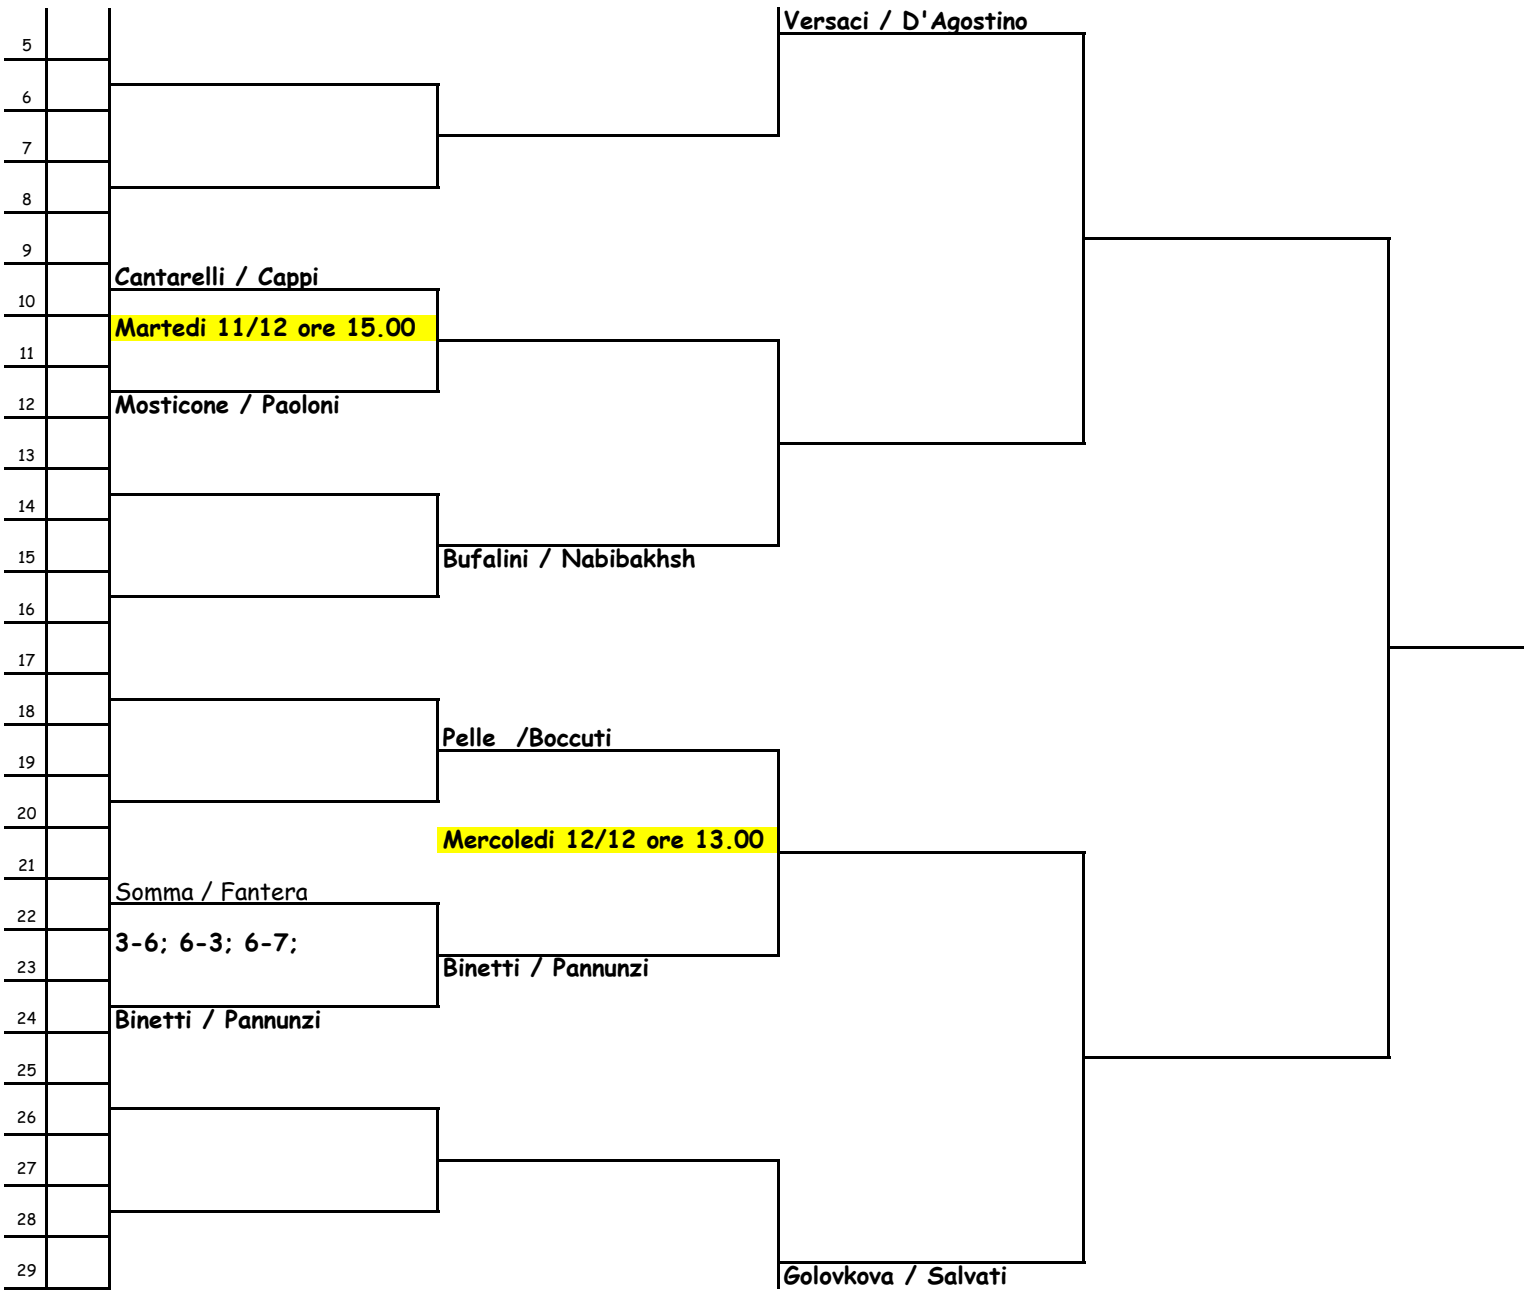 Versaci / D'Agostino
5
6
7
8
9
Cantarelli / Cappi
10
Martedi 11/12 ore 15.00
11
12
Mosticone / Paoloni
13
14
15
Bufalini / Nabibakhsh
16
17
18
Pelle  /Boccuti
19
20
Mercoledi 12/12 ore 13.00
21
Somma / Fantera
22
3-6; 6-3; 6-7;
23
Binetti / Pannunzi
24
Binetti / Pannunzi
25
26
27
28
29
Golovkova / Salvati